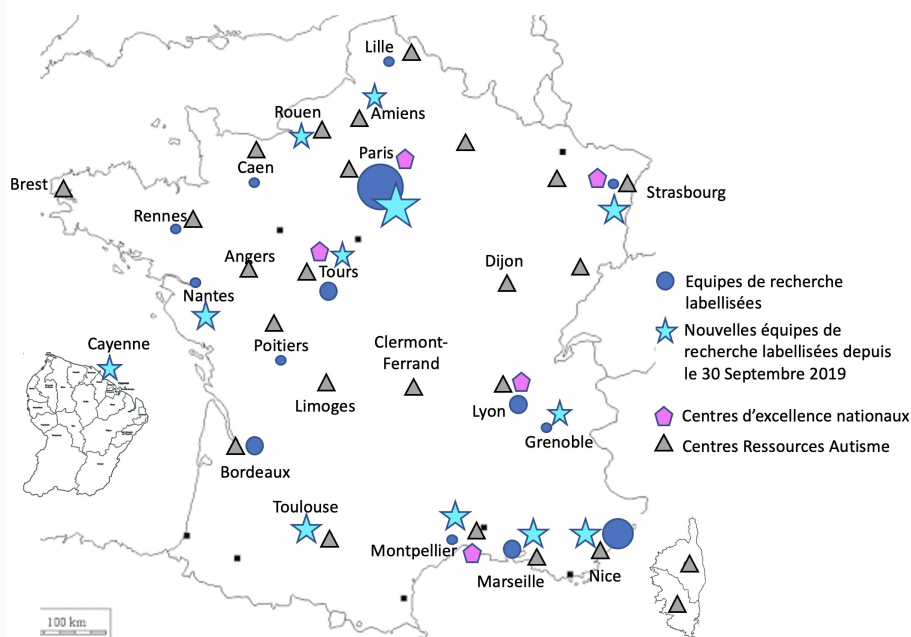 Lille
Amiens
Rouen
Paris
Caen
Brest
Strasbourg
Rennes
Angers
Dijon
Tours
Nantes
Equipes de recherche
labellisées
Nouvelles équipes de
recherche labellisées depuis
le 30 Septembre 2019
Cayenne
Poitiers
Clermont-
Ferrand
Limoges
Lyon
Grenoble
Centres d'excellence nationaux
Centres Ressources Autisme
Bordeaux
Toulouse
Montpellier
Marseille
Nice
100 km